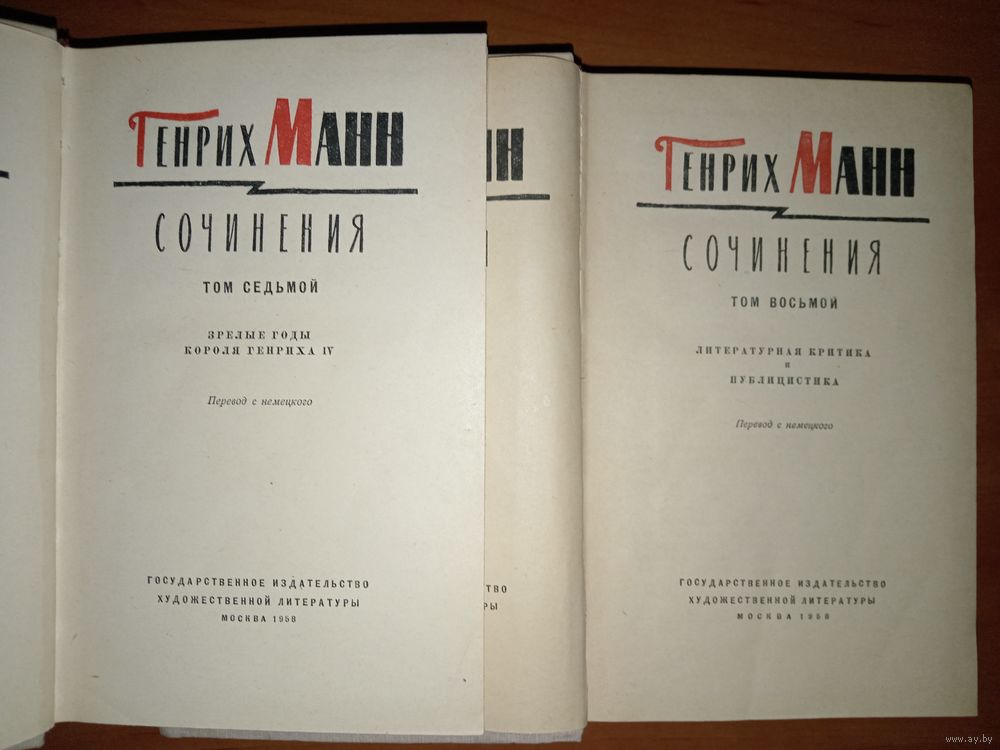 ГЕНРИХ МАНН
СОЧИНЕНИЯ
ТОМ СЕДЬМОЙ
ЗРЕЛЫЕ ГОДЫ
КОРОЛЯ ГЕНРИХА IV
Перевод с немецкого
ГОСУДАРСТВЕННОЕ ИЗДАТЕЛЬСТВО
ХУДОЖЕСТВЕННОЙ ЛИТЕРАТУРЫ
МОСКВА 1958
ГЕНРИХ МАНН
СОЧИНЕНИЯ
ТОМ ВОСЬМОЙ
ЛИТЕРАТУРНАЯ КРИТИКА
И
ПУБЛИЦИСТИКА
Перевод с немецкого
ГОСУДАРСТВЕННОЕ ИЗДАТЕЛЬСТВО
ХУДОЖЕСТВЕННОЙ ЛИТЕРАТУРЫ
МОСКВА 1958
www.ay.by